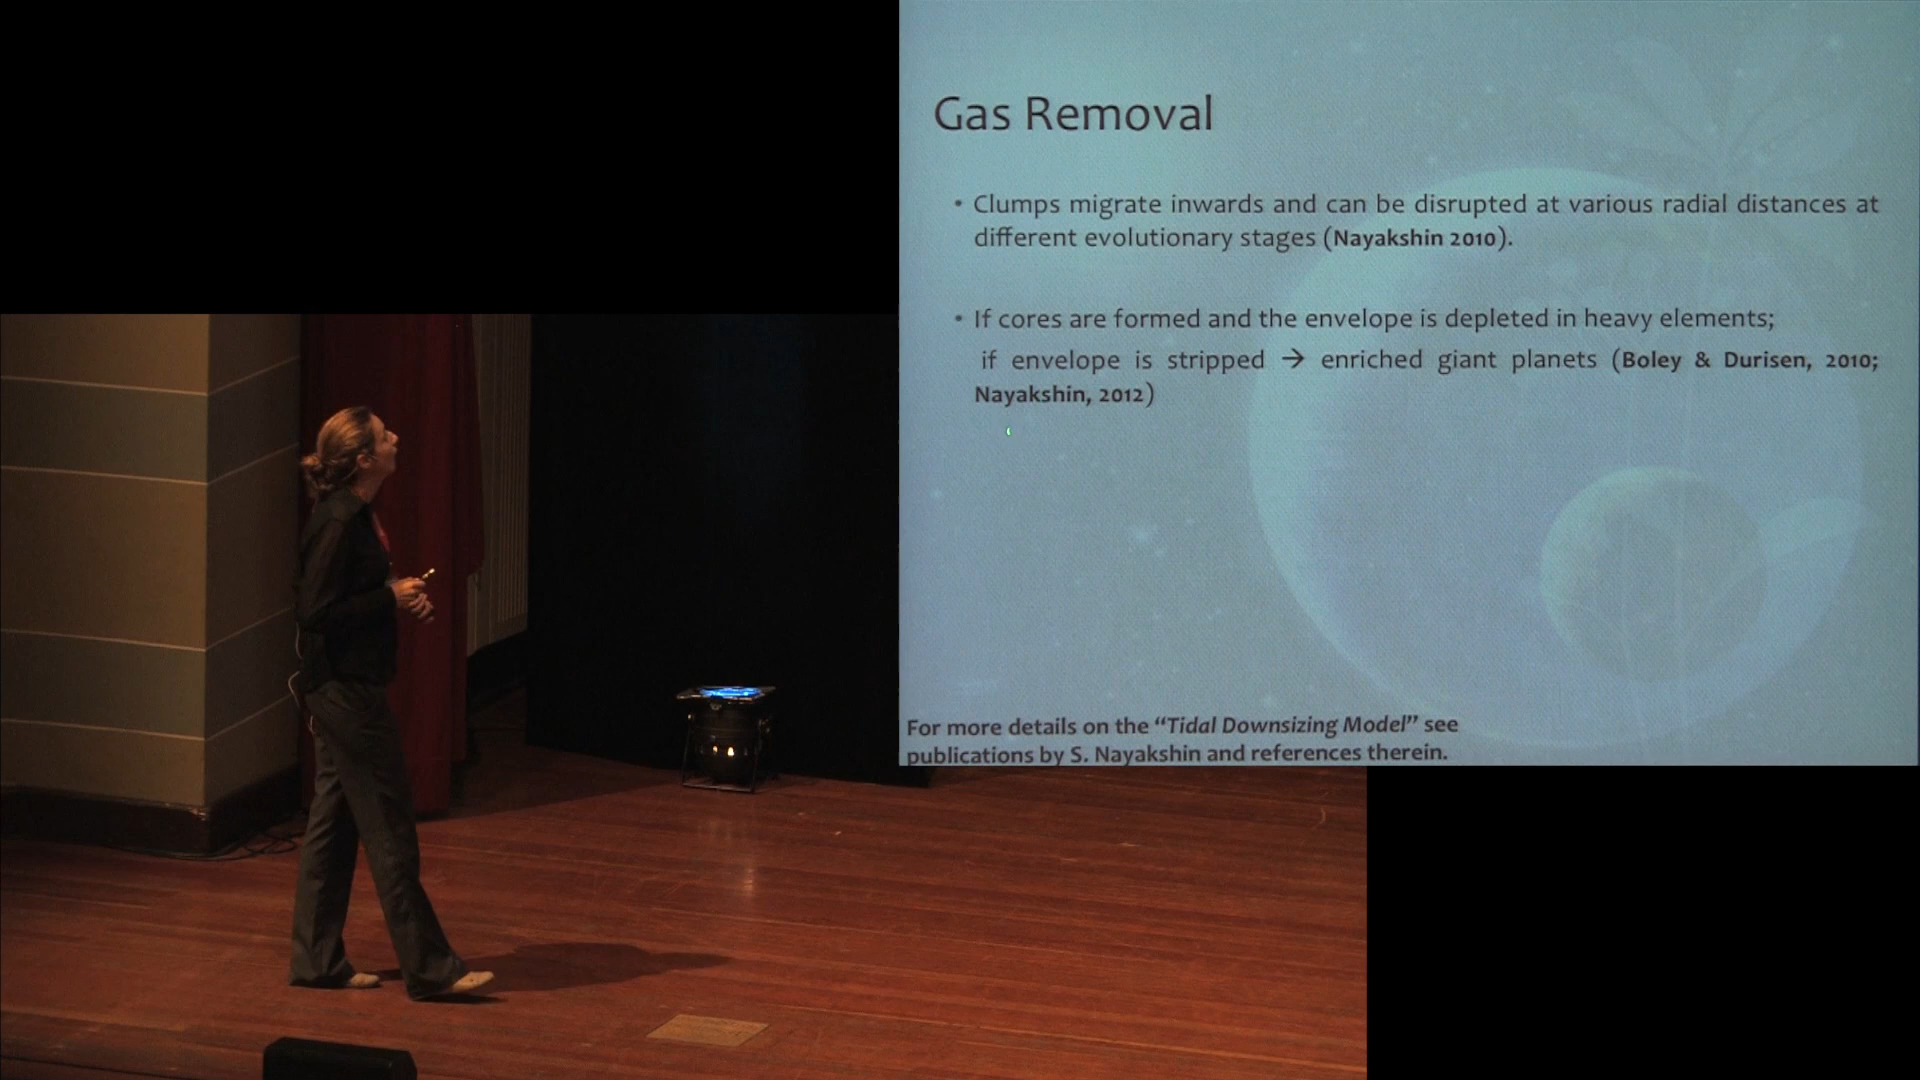 Gas Removal
• Clumps migrate inwards and can be disrupted at various radial distances at
different evolutionary stages (Nayakshin 2010).
• If cores are formed and the envelope is depleted in heavy elements;
if envelope is stripped → enriched giant planets (Boley & Durisen, 2010;
Nayakshin, 2012)
For more details on the “Tidal Downsizing Model” see
publications by S. Nayakshin and references therein.